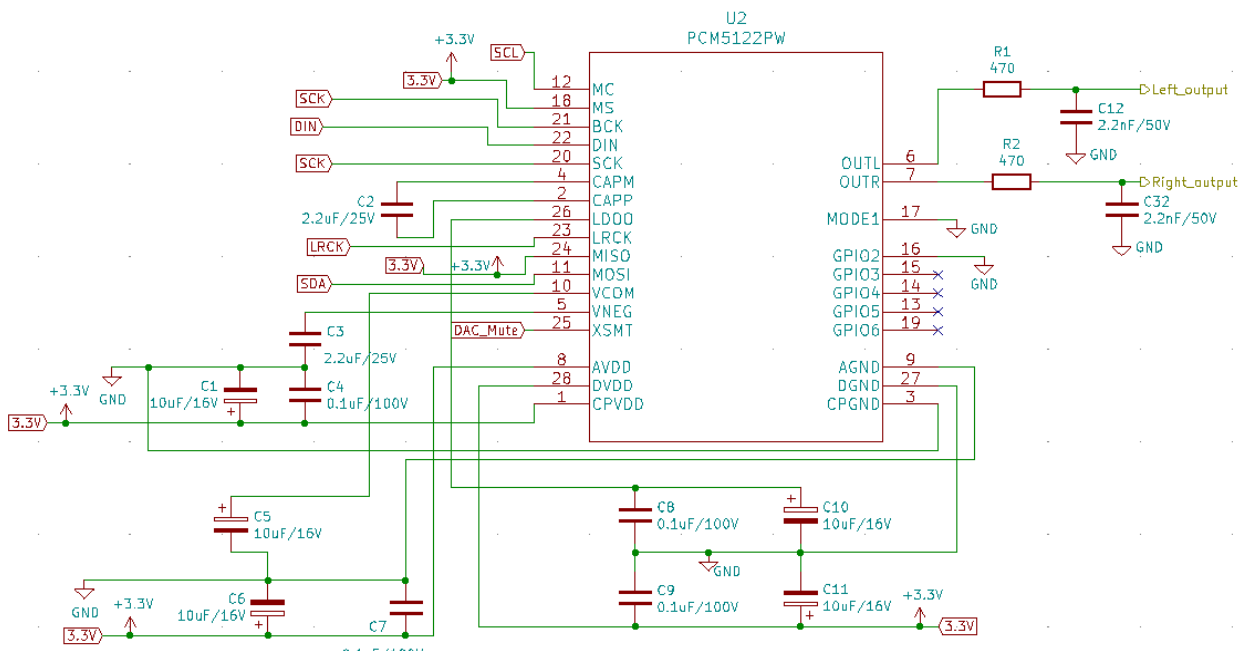 U2
PCM5122PW
SCL
+3.3V
3.3V
SCK
DIN
SCK
C2
2.2uF/25V
LRCK
3.3V
+3.3V
SDA
DAC_Mute
12 MC
18 MS
21 BCK
22 DIN
20 SCK
4 CAPM
2 CAPP
26 LDOO
23 LRCK
24 MISO
11 MOSI
10 VCOM
5 VNEG
25 XSMT
8 AVDD
28 DVDD
1 CPVDD
OUTL 6
OUTR 7
MODE1 17
GPIO2 16
GPIO3 15
GPIO4 14
GPIO5 13
GPIO6 19
AGND 9
DGND 27
CPGND 3
R1
470
Left_output
C12
2.2nF/50V
GND
R2
470
Right_output
C32
2.2nF/50V
GND
GND
GND
C3
2.2uF/25V
GND
C1
10uF/16V
C4
0.1uF/100V
+3.3V
3.3V
C5
10uF/16V
GND
C6
10uF/16V
C7
+3.3V
3.3V
C8
0.1uF/100V
C10
10uF/16V
GND
C9
0.1uF/100V
C11
10uF/16V
+3.3V
3.3V